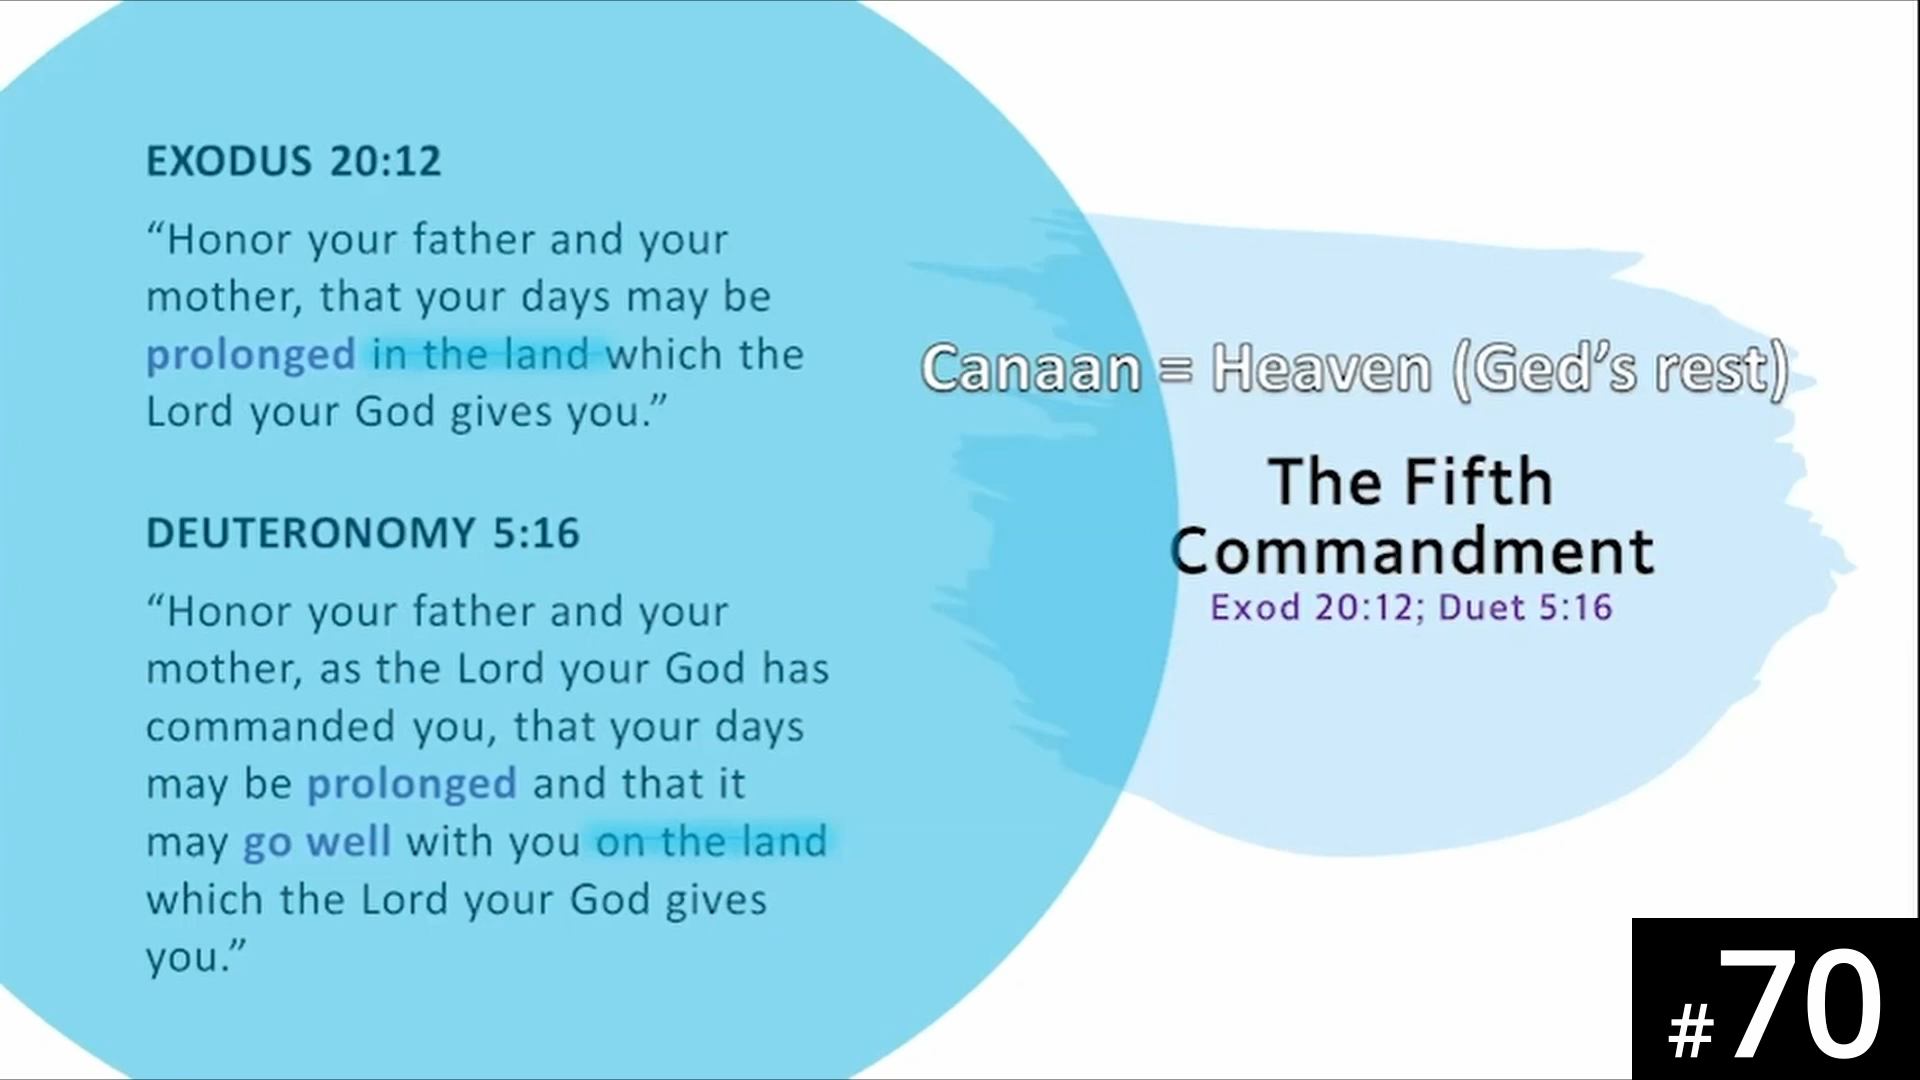 EXODUS 20:12
“Honor your father and your
mother, that your days may be
prolonged in the land which the
Lord your God gives you.”
DEUTERONOMY 5:16
“Honor your father and your
mother, as the Lord your God has
commanded you, that your days
may be prolonged and that it
may go well with you on the land
which the Lord your God gives
you.”
Canaan = Heaven (Ged’s rest)
The Fifth
Commandment
Exod 20:12; Duet 5:16
#70